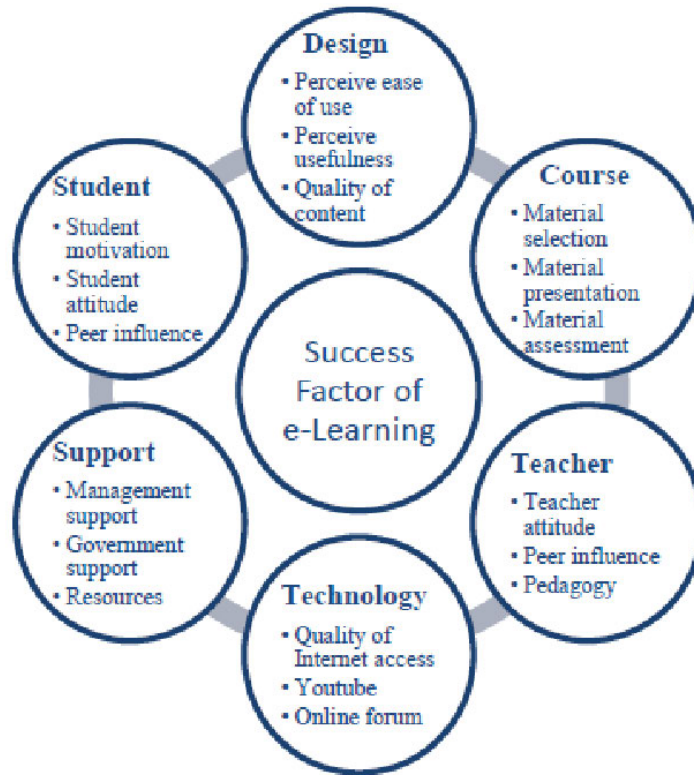 Design
• Perceive ease
of use
• Perceive
usefulness
• Quality of
content
Course
• Material
selection
• Material
presentation
• Material
assessment
Teacher
• Teacher
attitude
• Peer influence
• Pedagogy
Technology
• Quality of
Internet access
• Youtube
• Online forum
Support
• Management
support
• Government
support
• Resources
Student
• Student
motivation
• Student
attitude
• Peer influence
Success
Factor of
e-Learning